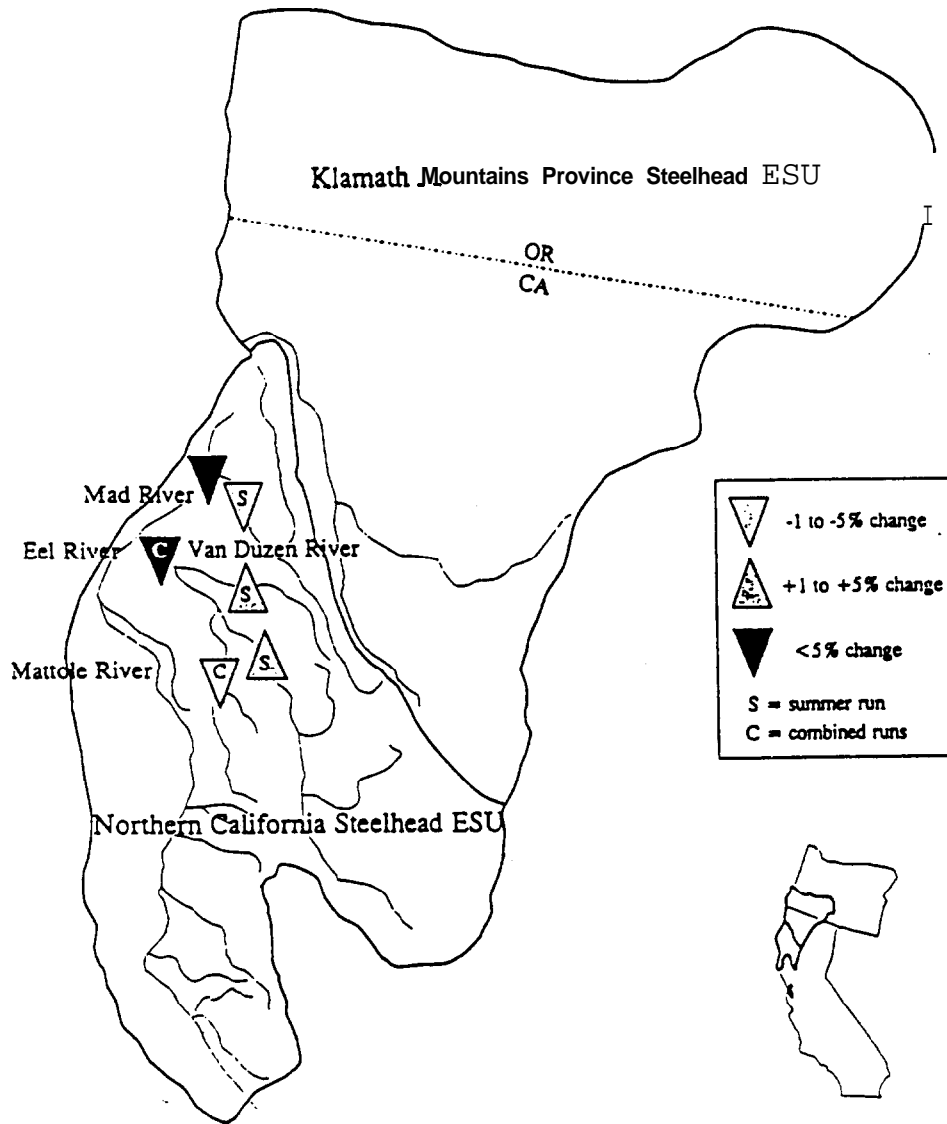 Klamath Mountains Province Steelhead ESU
I
OR
CA
Mad River
S
Eel River
C
Van Duzen River
S
Mattole River
C
S
Northern California Steelhead ESU
-1 to -5% change
+1 to +5% change
<5% change
S = summer run
C = combined runs